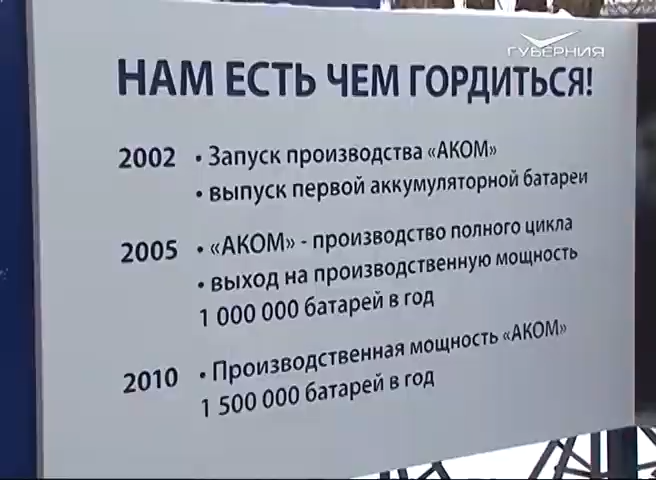 ГУБЕРНИЯ
НАМ ЕСТЬ ЧЕМ ГОРДИТЬСЯ!
2002 • Запуск производства «АКОМ»
• выпуск первой аккумуляторной батареи
2005 • «АКОМ» - производство полного цикла
• выход на производственную мощность
1 000 000 батарей в год
2010 • Производственная мощность «АКОМ»
1 500 000 батарей в год